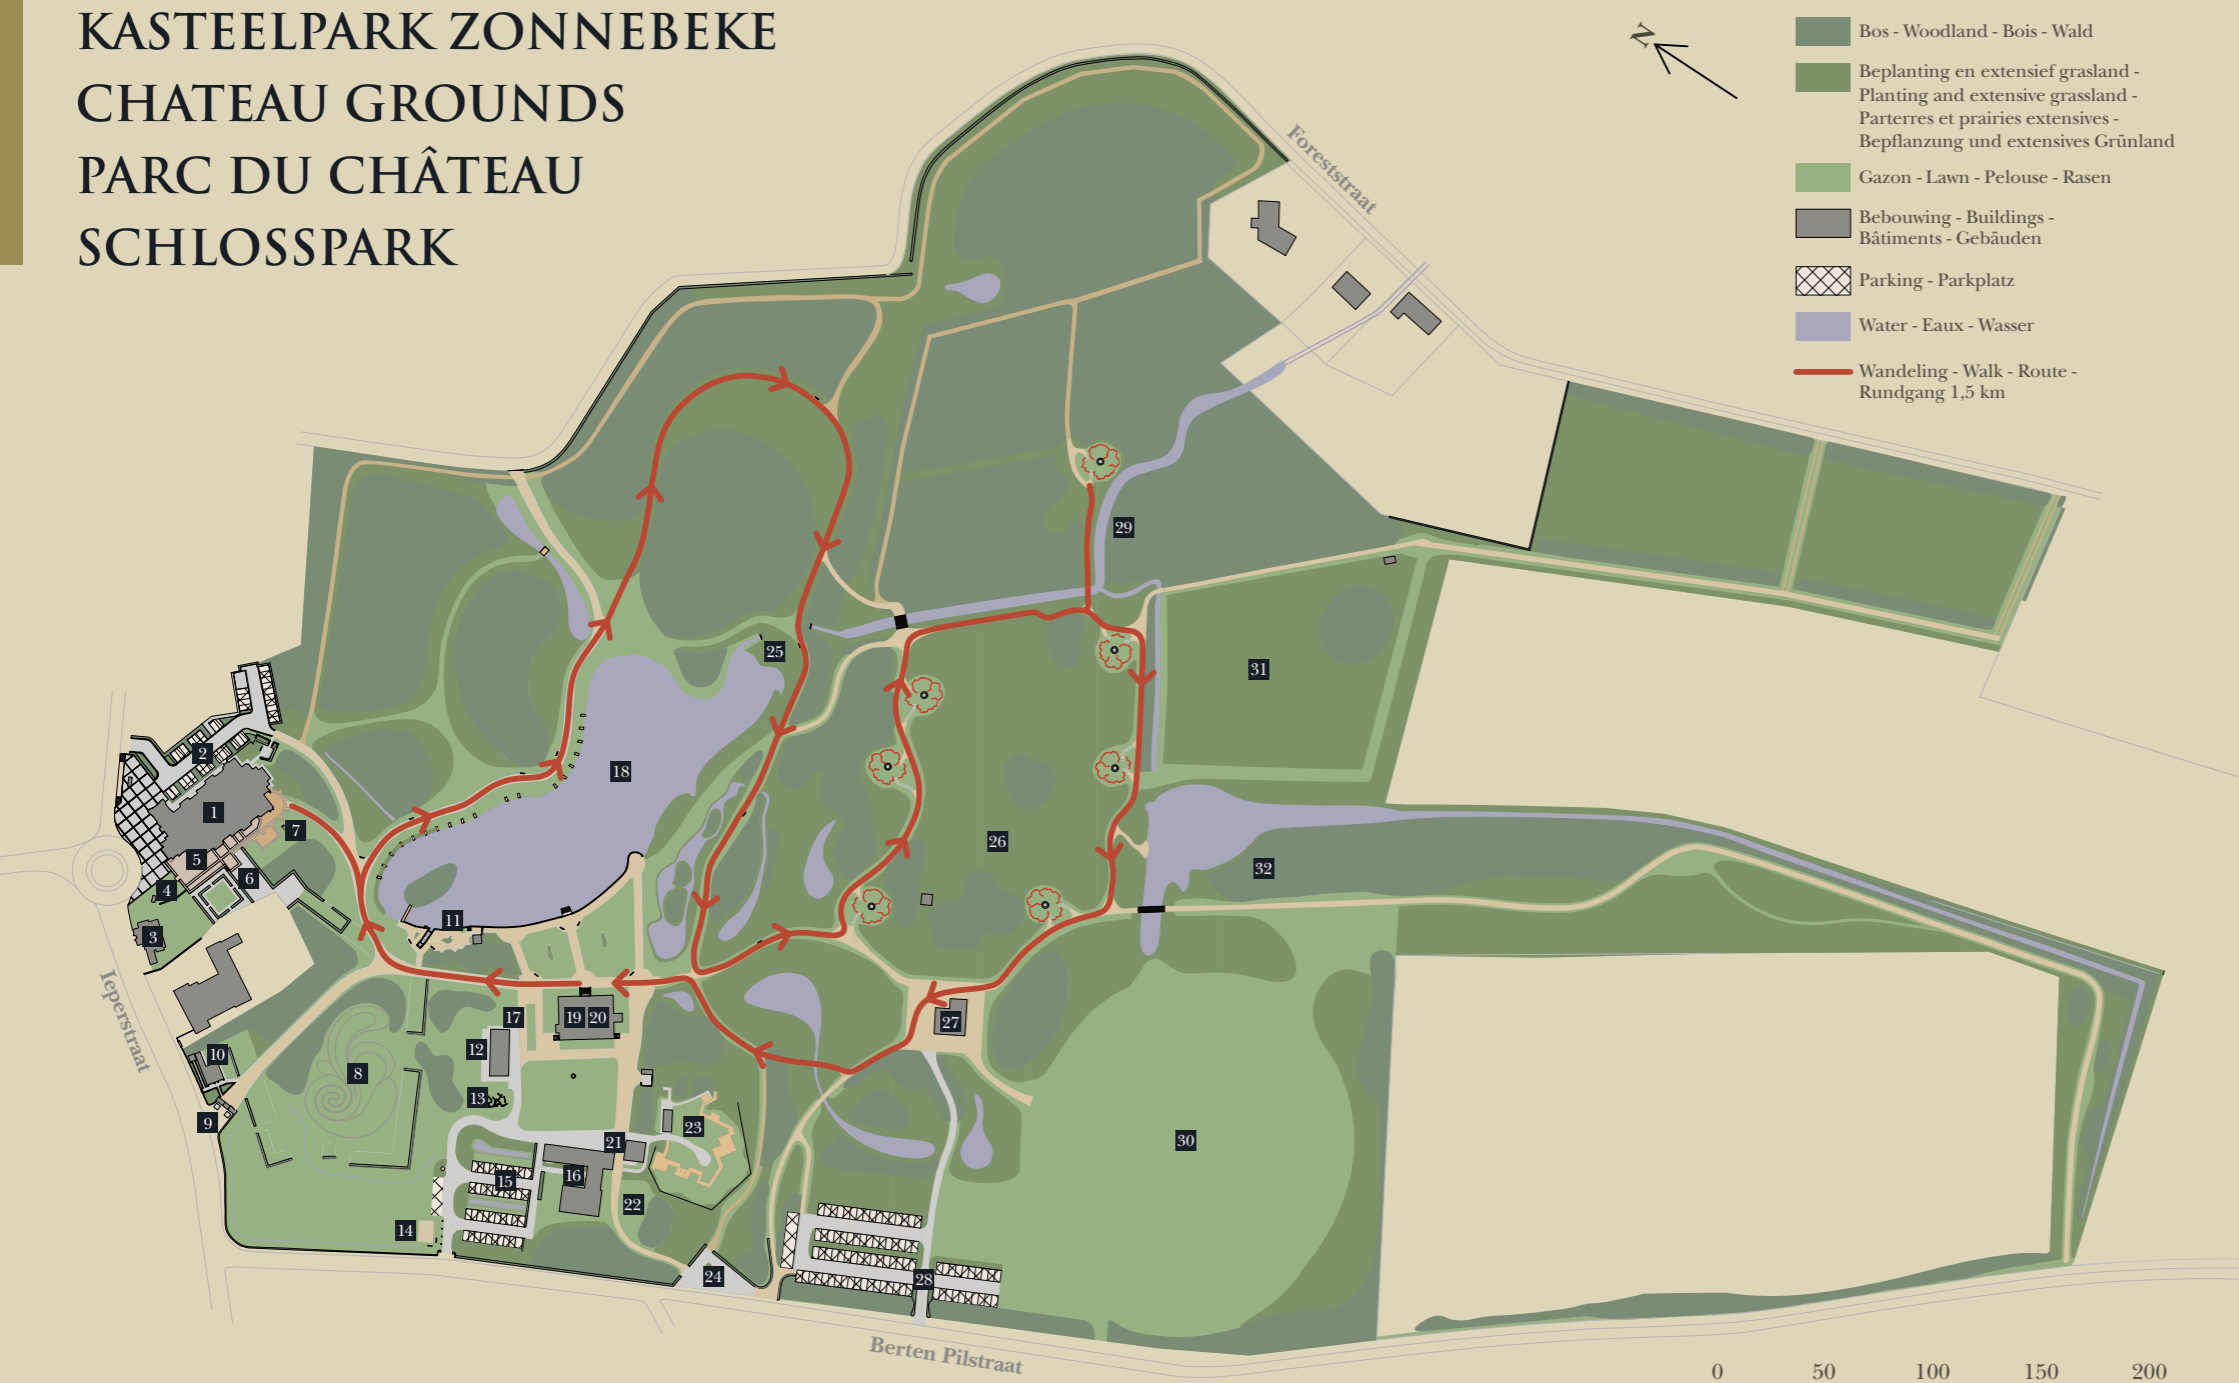 KASTEELPARK ZONNEBEKE
CHATEAU GROUNDS
PARC DU CHÂTEAU
SCHLOSSPARK
N
Bos - Woodland - Bois - Wald
Beplanting en extensief grasland -
Planting and extensive grassland -
Parterres et prairies extensives -
Bepflanzung und extensives Grünland
Gazon - Lawn - Pelouse - Rasen
Bebouwing - Buildings -
Bâtiments - Gebäuden
Parking - Parkplatz
Water - Eaux - Wasser
Wandeling - Walk - Route -
Rundgang 1,5 km
Foreststraat
29
25
31
2
18
1
7
26
5
32
6
4
11
3
17
19 20
27
12
10
8
13
9
23
21
30
16
15
22
14
24
28
Ieperstraat
Berten Pilstraat
0 50 100 150 200